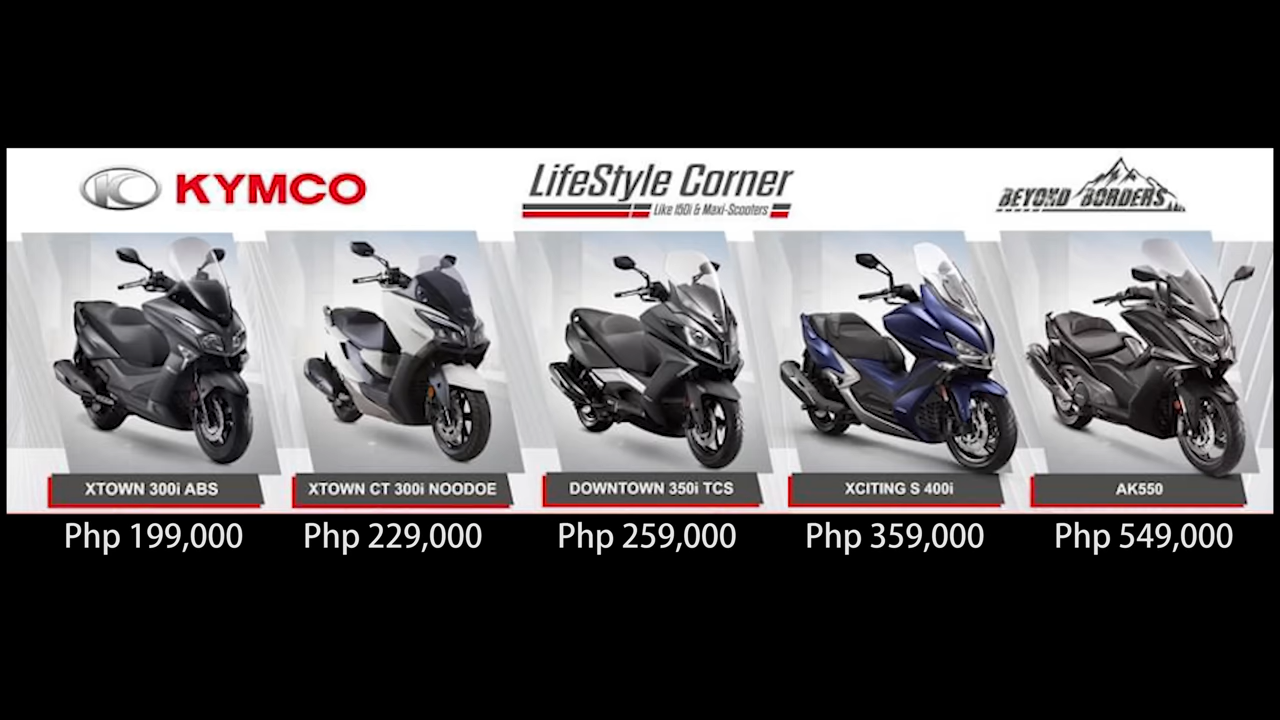 KYMCO
LifeStyle Corner
Like 150i & Maxi-Scooters
BEYOND BORDERS
XTOWN 300i ABS
XTOWN CT 300i NOODOE
DOWNTOWN 350i TCS
XCITING S 400i
AK550
Php 199,000
Php 229,000
Php 259,000
Php 359,000
Php 549,000